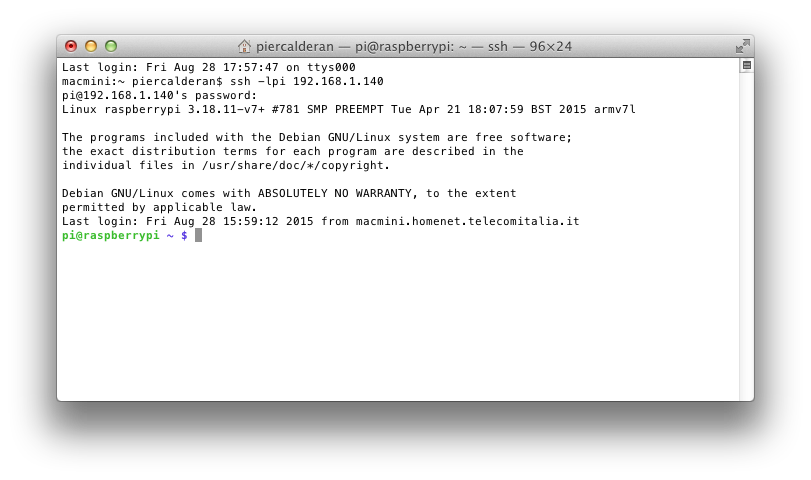 piercalderan — pi@raspberrypi: ~ — ssh — 96×24
Last login: Fri Aug 28 17:57:47 on ttys000
macmini:~ piercalderan$ ssh -lpi 192.168.1.140
pi@192.168.1.140's password:
Linux raspberrypi 3.18.11-v7+ #781 SMP PREEMPT Tue Apr 21 18:07:59 BST 2015 armv7l
The programs included with the Debian GNU/Linux system are free software;
the exact distribution terms for each program are described in the
individual files in /usr/share/doc/*/copyright.
Debian GNU/Linux comes with ABSOLUTELY NO WARRANTY, to the extent
permitted by applicable law.
Last login: Fri Aug 28 15:59:12 2015 from macmini.homenet.telecomitalia.it
pi@raspberrypi ~ $